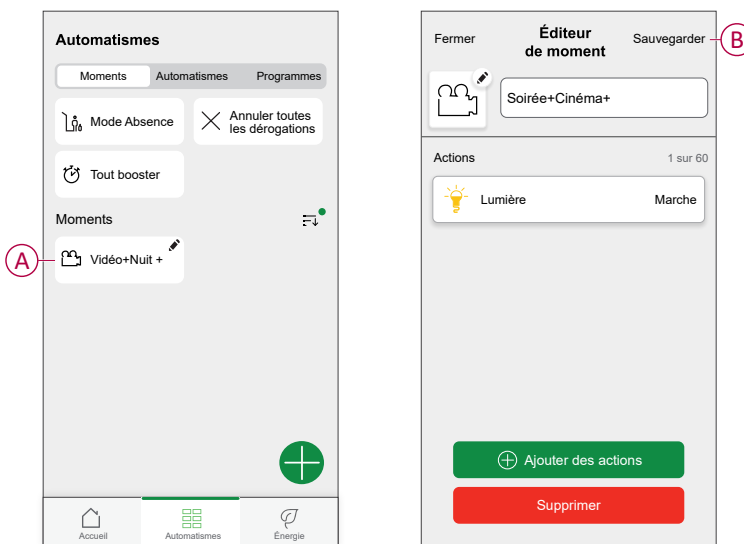 Automatismes
Moments Automatismes Programmes
Mode Absence
Annuler toutes
les dérogations
Tout booster
Moments
A
Vidéo+Nuit +
Accueil Automatismes Énergie
Fermer
Éditeur
de moment
Sauvegarder
B
Soirée+Cinéma+
Actions 1 sur 60
Lumière Marche
Ajouter des actions
Supprimer